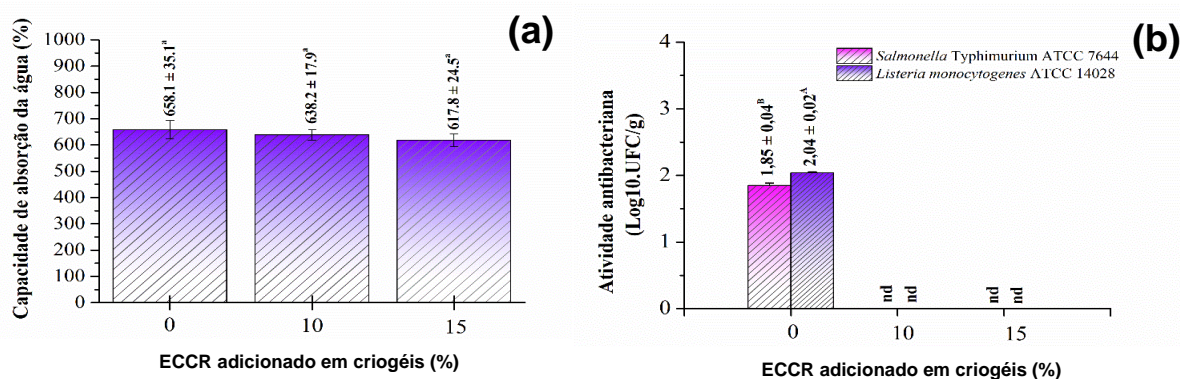 (a)
Capacidade de absorção da água (%)
1000
900
800
700
600
500
400
300
200
100
0
658.1 ± 35.1ª
638.2 ± 17.9ª
617.8 ± 24.5ª
0
10
15
ECCR adicionado em criogéis (%)
(b)
Atividade antibacteriana
(Log10.UFC/g)
4
3
2
1
0
Salmonella Typhimurium ATCC 7644
Listeria monocytogenes ATCC 14028
1,85 ± 0,04ᴮ
2,04 ± 0,02ᴬ
nd nd
nd nd
0
10
15
ECCR adicionado em criogéis (%)